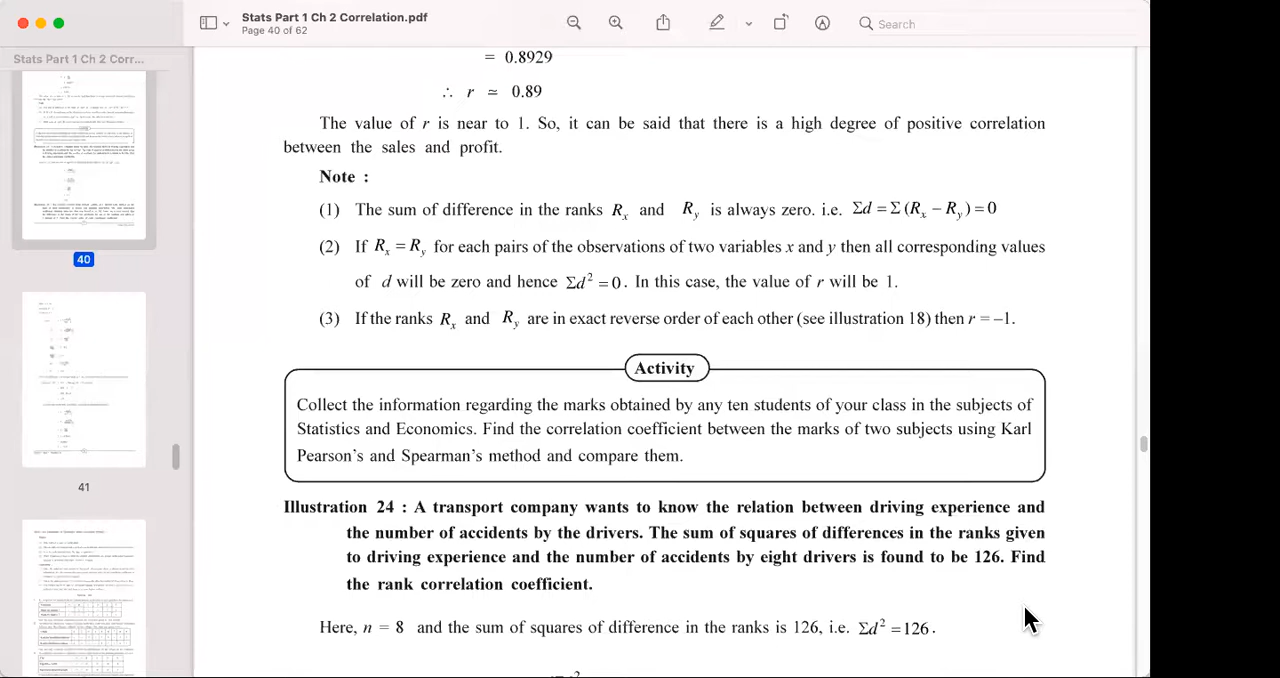 Stats Part 1 Ch 2 Correlation.pdf
Page 40 of 62
Search
Stats Part 1 Ch 2 Corr...
40
41
= 0.8929
∴ r ≃ 0.89
The value of r is near to 1. So, it can be said that there is a high degree of positive correlation
between the sales and profit.
Note :
(1) The sum of difference in the ranks Rx and Ry is always zero. i.e. Σd = Σ (Rx − Ry) = 0
(2) If Rx = Ry for each pairs of the observations of two variables x and y then all corresponding values
of d will be zero and hence Σd² = 0. In this case, the value of r will be 1.
(3) If the ranks Rx and Ry are in exact reverse order of each other (see illustration 18) then r = −1.
Activity
Collect the information regarding the marks obtained by any ten students of your class in the subjects of
Statistics and Economics. Find the correlation coefficient between the marks of two subjects using Karl
Pearson's and Spearman's method and compare them.
Illustration 24 : A transport company wants to know the relation between driving experience and
the number of accidents by the drivers. The sum of squares of differences in the ranks given
to driving experience and the number of accidents by eight drivers is found to be 126. Find
the rank correlation coefficient.
Here, n = 8 and the sum of squares of difference in the ranks is 126, i.e. Σd² = 126